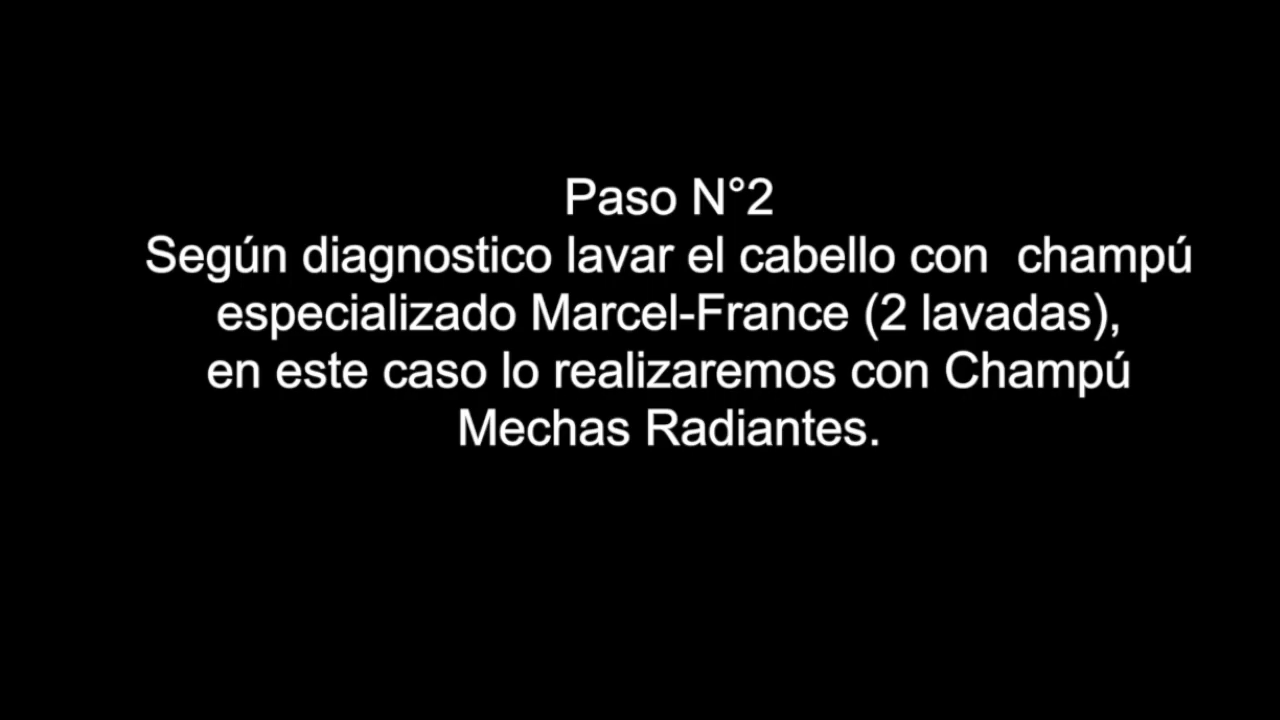 Paso N°2
Según diagnostico lavar el cabello con  champú
especializado Marcel-France (2 lavadas),
en este caso lo realizaremos con Champú
Mechas Radiantes.